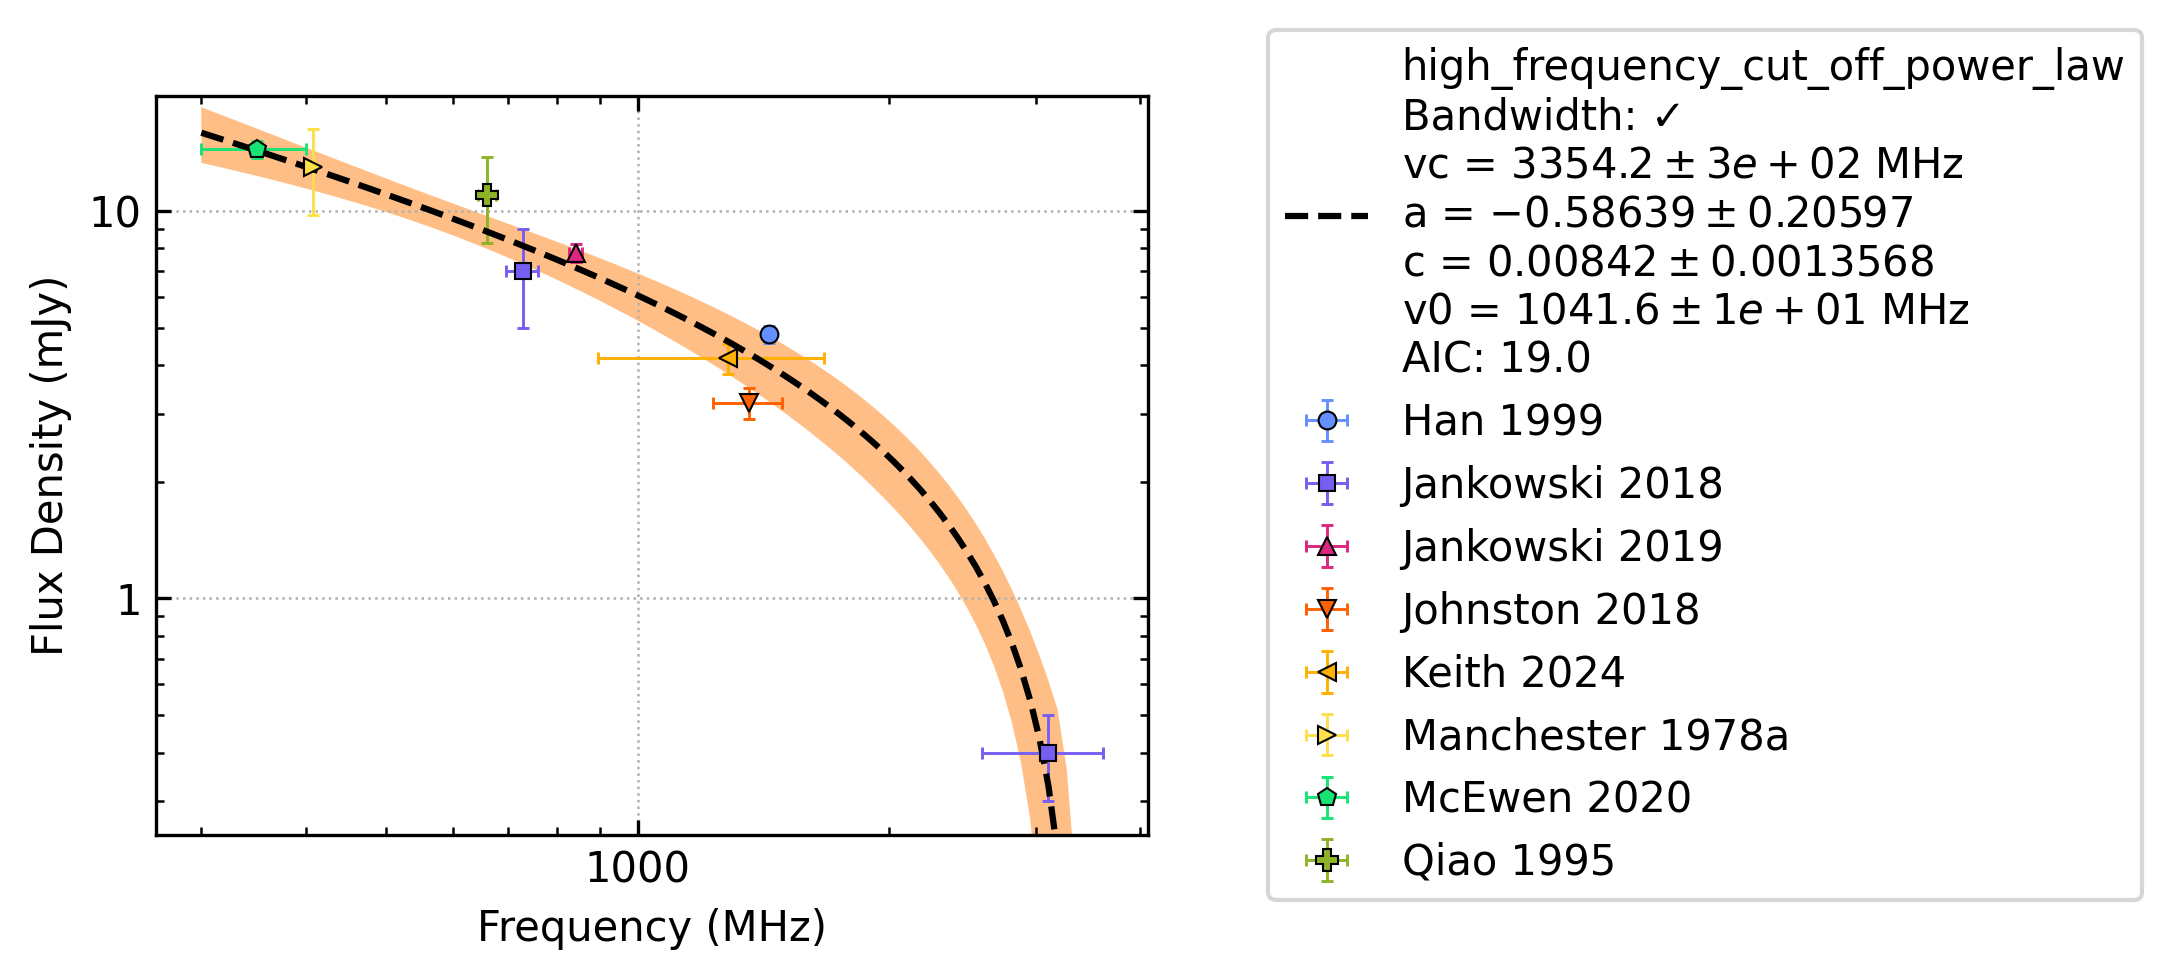 Flux Density (mJy)
10
1
1000
Frequency (MHz)
high_frequency_cut_off_power_law
Bandwidth: ✓
vc = 3354.2 ± 3e + 02 MHz
a = −0.58639 ± 0.20597
c = 0.00842 ± 0.0013568
v0 = 1041.6 ± 1e + 01 MHz
AIC: 19.0
Han 1999
Jankowski 2018
Jankowski 2019
Johnston 2018
Keith 2024
Manchester 1978a
McEwen 2020
Qiao 1995